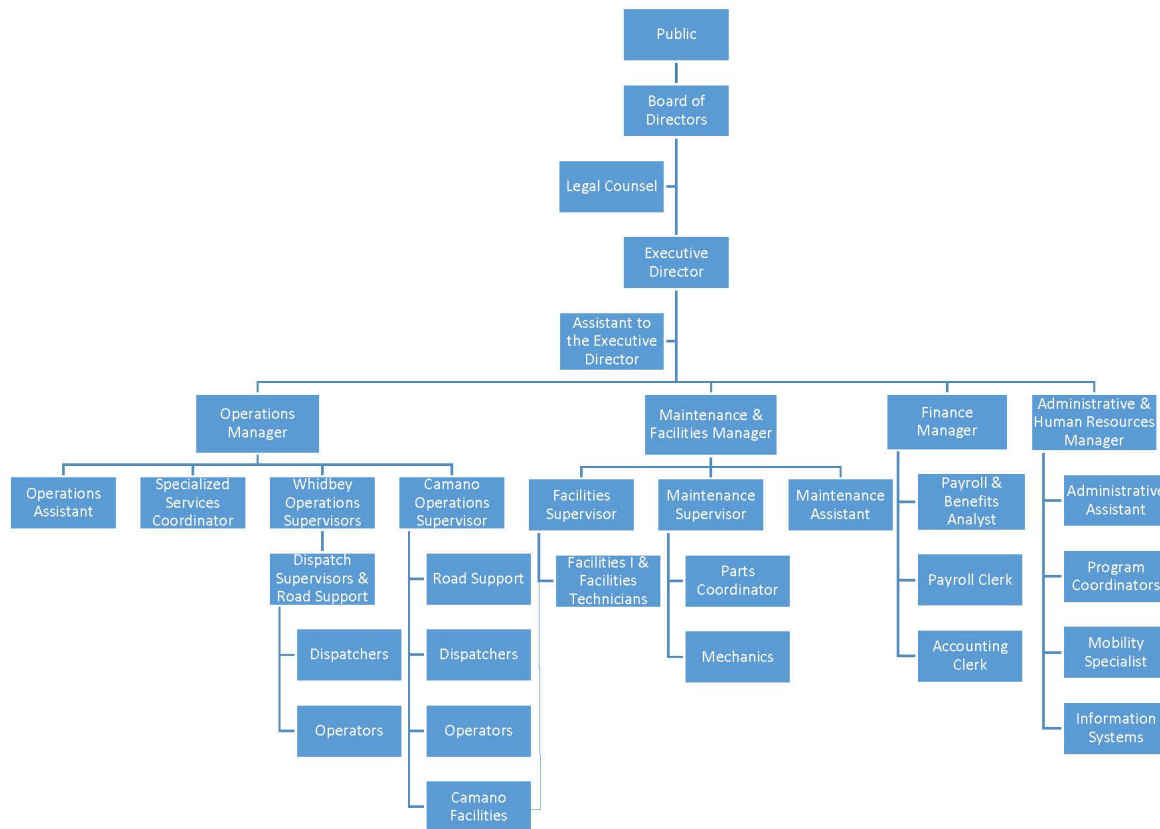 Public
Board of
Directors
Legal Counsel
Executive
Director
Assistant to
the Executive
Director
Operations
Manager
Maintenance &
Facilities Manager
Finance
Manager
Administrative &
Human Resources
Manager
Operations
Assistant
Specialized
Services
Coordinator
Whidbey
Operations
Supervisors
Camano
Operations
Supervisor
Facilities
Supervisor
Maintenance
Supervisor
Maintenance
Assistant
Payroll &
Benefits
Analyst
Administrative
Assistant
Dispatch
Supervisors &
Road Support
Road Support
Facilities I &
Facilities
Technicians
Parts
Coordinator
Payroll Clerk
Program
Coordinators
Dispatchers
Dispatchers
Mechanics
Accounting
Clerk
Mobility
Specialist
Operators
Operators
Information
Systems
Camano
Facilities